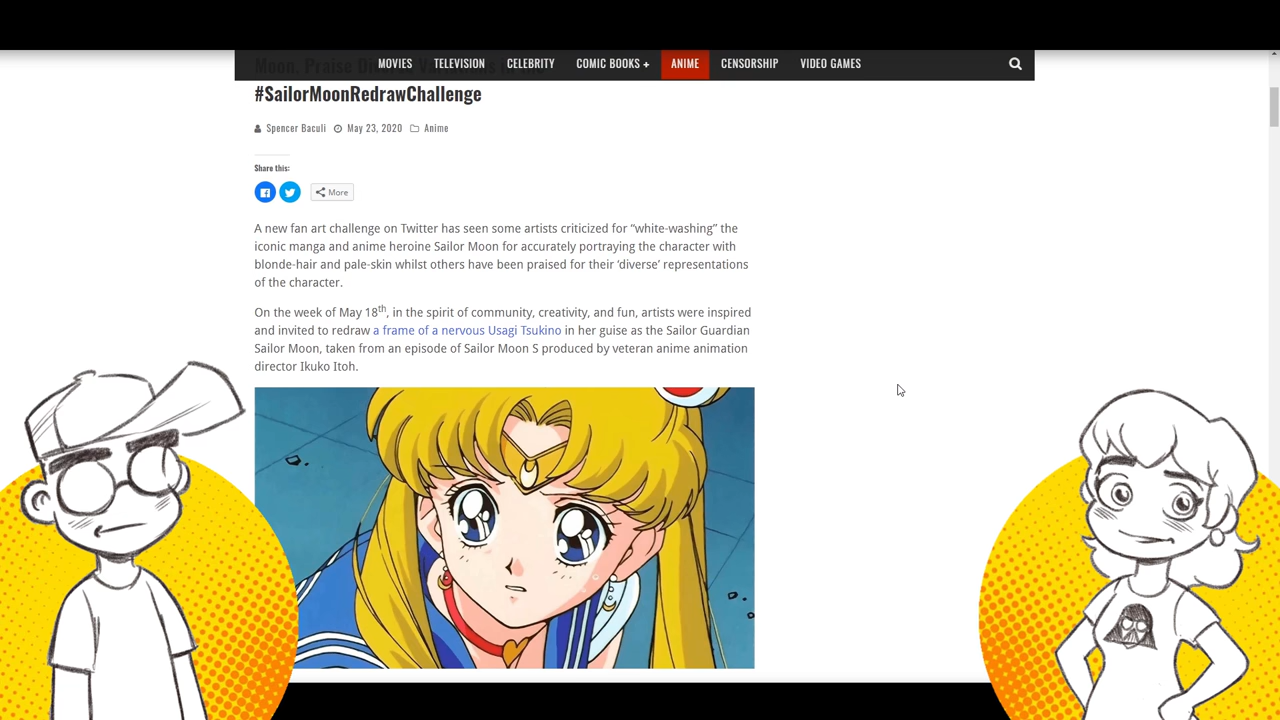 MOVIES TELEVISION CELEBRITY COMIC BOOKS + ANIME CENSORSHIP VIDEO GAMES
Moon, Praise
#SailorMoonRedrawChallenge
Spencer Baculi May 23, 2020 Anime
Share this:
More
A new fan art challenge on Twitter has seen some artists criticized for “white-washing” the
iconic manga and anime heroine Sailor Moon for accurately portraying the character with
blonde-hair and pale-skin whilst others have been praised for their ‘diverse’ representations
of the character.
On the week of May 18th, in the spirit of community, creativity, and fun, artists were inspired
and invited to redraw a frame of a nervous Usagi Tsukino in her guise as the Sailor Guardian
Sailor Moon, taken from an episode of Sailor Moon S produced by veteran anime animation
director Ikuko Itoh.